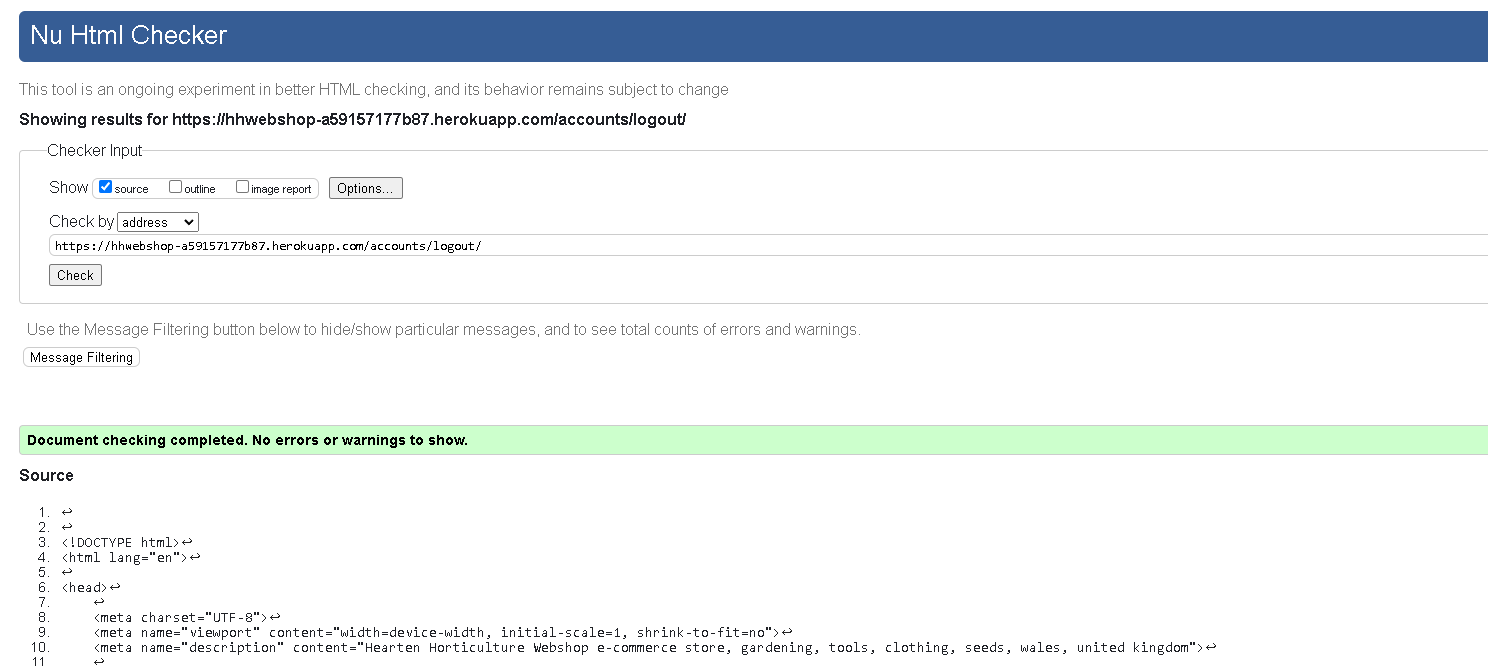 Nu Html Checker
This tool is an ongoing experiment in better HTML checking, and its behavior remains subject to change
Showing results for https://hhwebshop-a59157177b87.herokuapp.com/accounts/logout/
Checker Input
Show source outline image report Options...
Check by address
https://hhwebshop-a59157177b87.herokuapp.com/accounts/logout/
Check
Use the Message Filtering button below to hide/show particular messages, and to see total counts of errors and warnings.
Message Filtering
Document checking completed. No errors or warnings to show.
Source
1. ↩
2. ↩
3. <!DOCTYPE html>↩
4. <html lang="en">↩
5. ↩
6. <head>↩
7. ↩
8. <meta charset="UTF-8">↩
9. <meta name="viewport" content="width=device-width, initial-scale=1, shrink-to-fit=no">↩
10. <meta name="description" content="Hearten Horticulture Webshop e-commerce store, gardening, tools, clothing, seeds, wales, united kingdom">↩
11 ↩